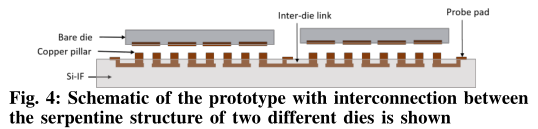 Bare die
Inter-die link
Probe pad
Copper pillar
Si-IF
Fig. 4: Schematic of the prototype with interconnection between
the serpentine structure of two different dies is shown